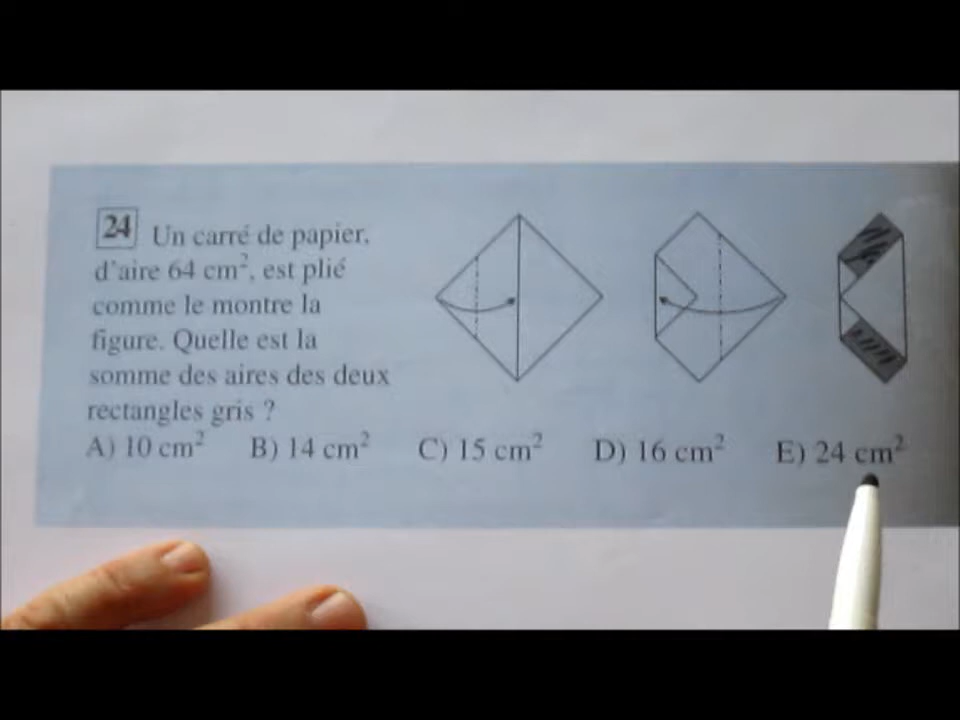 24 Un carré de papier,
d'aire 64 cm², est plié
comme le montre la
figure. Quelle est la
somme des aires des deux
rectangles gris ?
A) 10 cm² B) 14 cm² C) 15 cm² D) 16 cm² E) 24 cm²